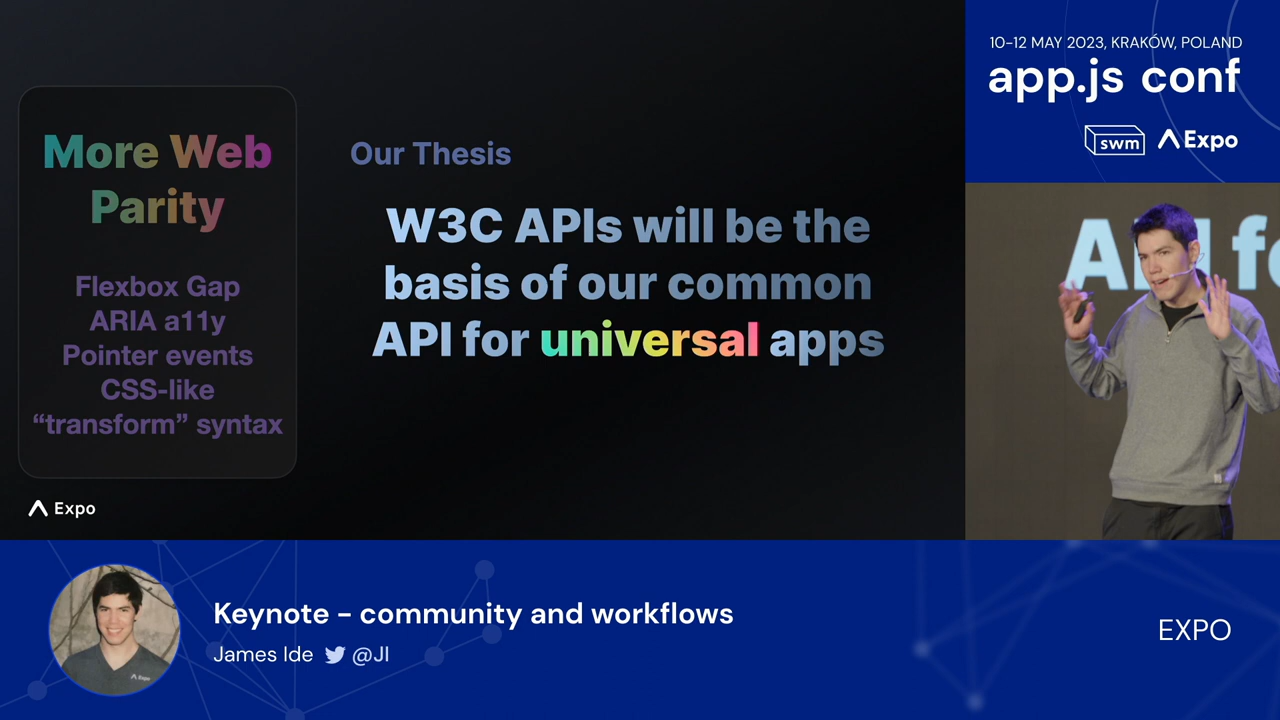 More Web
Parity
Flexbox Gap
ARIA a11y
Pointer events
CSS-like
“transform” syntax
Our Thesis
W3C APIs will be the
basis of our common
API for universal apps
Expo
10-12 MAY 2023, KRAKÓW, POLAND
app.js conf
swm
Expo
API f
Keynote - community and workflows
James Ide @JI
Expo
EXPO